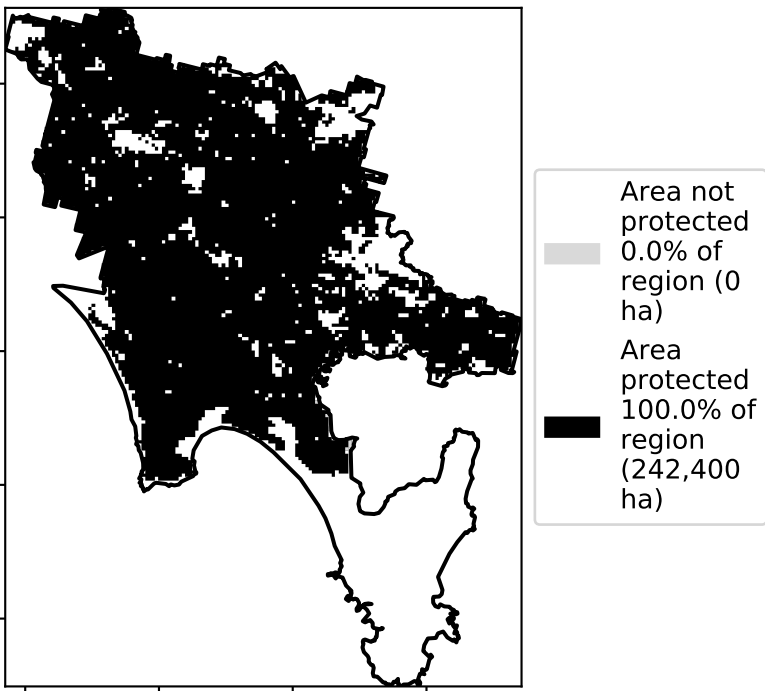 Area not
protected
0.0% of
region (0
ha)
Area
protected
100.0% of
region
(242,400
ha)